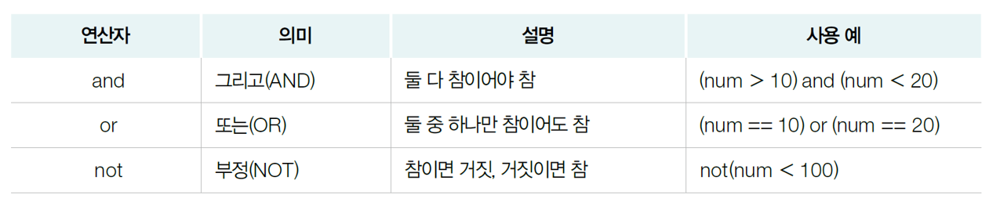 연산자 의미 설명 사용 예
and 그리고(AND) 둘 다 참이어야 참 (num > 10) and (num < 20)
or 또는(OR) 둘 중 하나만 참이어도 참 (num == 10) or (num == 20)
not 부정(NOT) 참이면 거짓, 거짓이면 참 not(num < 100)